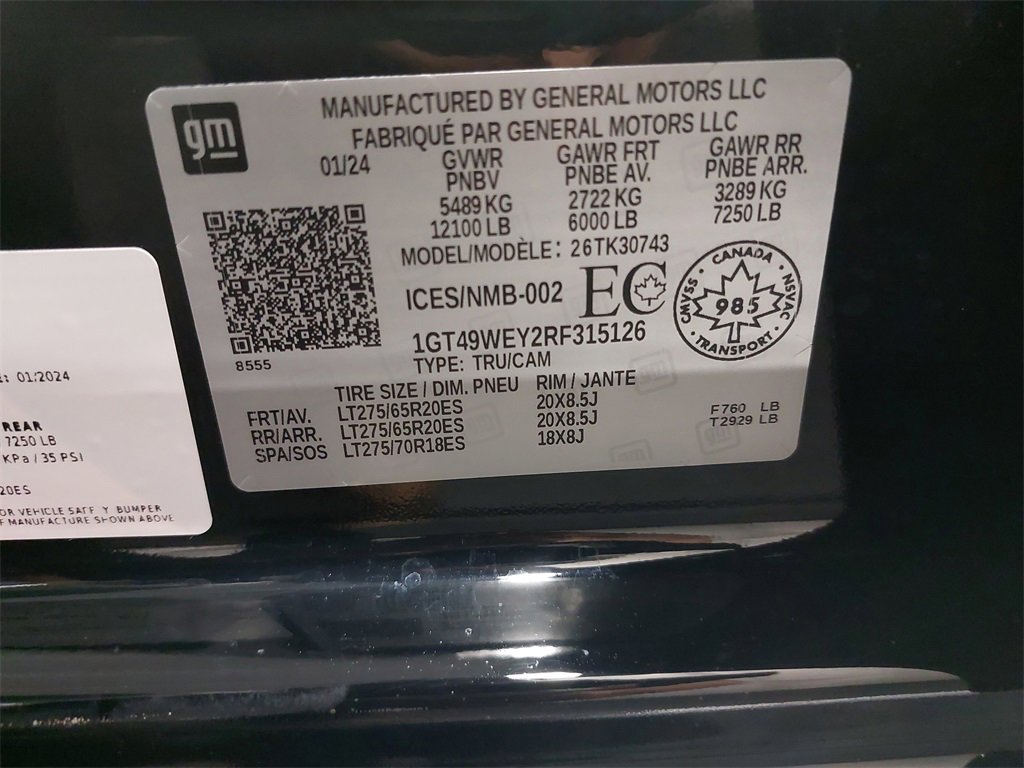 gm
MANUFACTURED BY GENERAL MOTORS LLC
FABRIQUÉ PAR GENERAL MOTORS LLC
01/24
GVWR
PNBV
5489 KG
12100 LB
GAWR FRT
PNBE AV.
2722 KG
6000 LB
GAWR RR
PNBE ARR.
3289 KG
7250 LB
MODEL/MODÈLE: 26TK30743
ICES/NMB-002
EC
CANADA
CMVSS
NSVAC
985
TRANSPORT
8555
1GT49WEY2RF315126
TYPE: TRU/CAM
TIRE SIZE / DIM. PNEU RIM / JANTE
FRT/AV. LT275/65R20ES 20X8.5J
RR/ARR. LT275/65R20ES 20X8.5J
SPA/SOS LT275/70R18ES 18X8J
F760 LB
T2929 LB
01/2024
REAR
7250 LB
KPa / 35 PSI
20ES
OR VEHICLE SAFE Y BUMPER
F MANUFACTURE SHOWN ABOVE